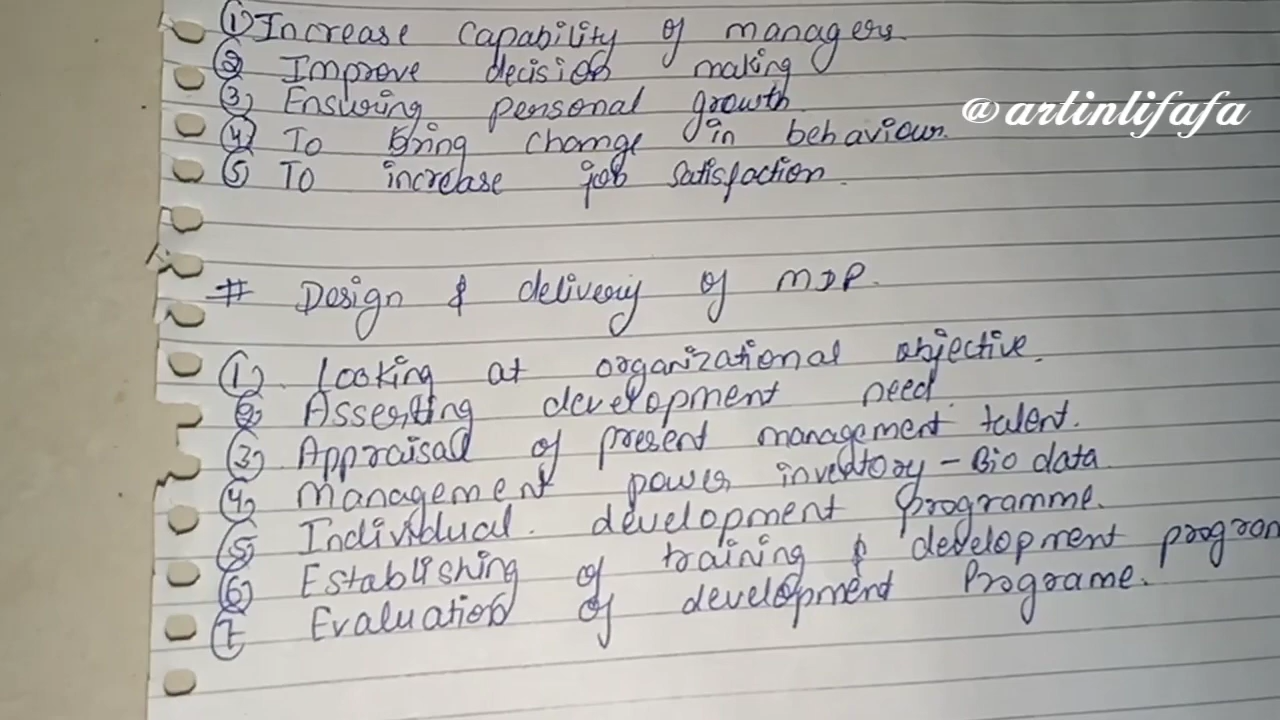 ① Increase capability of managers.
② Improve decision making
③ Ensuring personal growth
@artinlifafa
④ To Bring change in behaviour.
⑤ To increase job satisfaction.
# Design & delivery of MDP.
① Looking at organizational objective.
② Assesting development need
③ Appraisal of present management talent.
④ Management power inventory - Bio data
⑤ Individual. development programme.
⑥ Establishing of training & development program
⑦ Evaluation of development Programe.